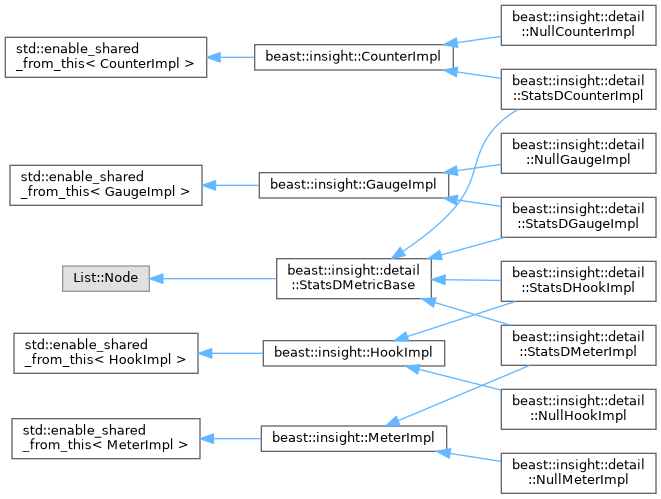 std::enable_shared
_from_this< CounterImpl >
beast::insight::CounterImpl
beast::insight::detail
::NullCounterImpl
beast::insight::detail
::StatsDCounterImpl
std::enable_shared
_from_this< GaugeImpl >
beast::insight::GaugeImpl
beast::insight::detail
::NullGaugeImpl
beast::insight::detail
::StatsDGaugeImpl
List::Node
beast::insight::detail
::StatsDMetricBase
beast::insight::detail
::StatsDHookImpl
std::enable_shared
_from_this< HookImpl >
beast::insight::HookImpl
beast::insight::detail
::StatsDMeterImpl
beast::insight::detail
::NullHookImpl
std::enable_shared
_from_this< MeterImpl >
beast::insight::MeterImpl
beast::insight::detail
::NullMeterImpl